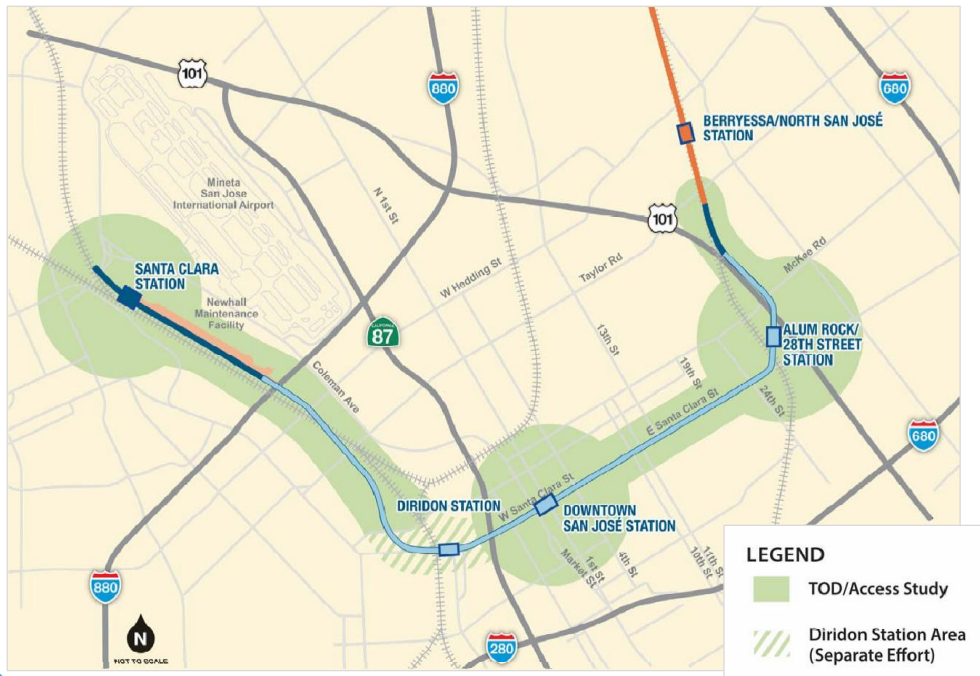 101
880
680
BERRYESSA/NORTH SAN JOSÉ
STATION
Mineta
San Jose
International Airport
N 1st St
101
McKee Rd
W Hedding St
Taylor Rd
SANTA CLARA
STATION
Newhall
Maintenance
Facility
CALIFORNIA
87
13th St
ALUM ROCK/
28TH STREET
STATION
19th St
24th St
Coleman Ave
E Santa Clara St
680
W Santa Clara St
DIRIDON STATION
DOWNTOWN
SAN JOSÉ STATION
Market St
1st St
4th St
10th St
11th St
880
N
NOT TO SCALE
280
LEGEND
TOD/Access Study
Diridon Station Area
(Separate Effort)